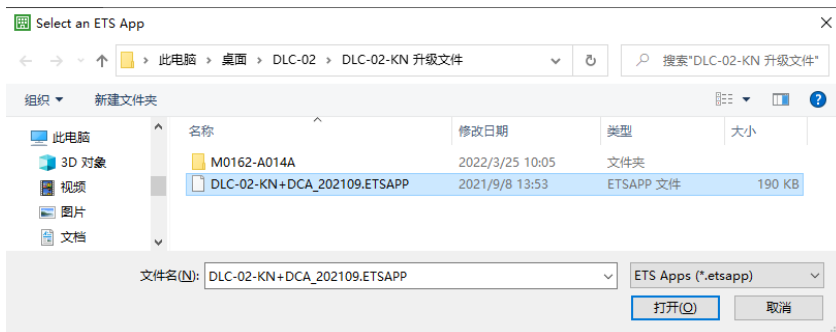 Select an ETS App
此电脑 › 桌面 › DLC-02 › DLC-02-KN 升级文件
搜索"DLC-02-KN 升级文件"
组织 新建文件夹
名称 修改日期 类型 大小
此电脑
3D 对象
视频
图片
文档
M0162-A014A 2022/3/25 10:05 文件夹
DLC-02-KN+DCA_202109.ETSAPP 2021/9/8 13:53 ETSAPP 文件 190 KB
文件名(N): DLC-02-KN+DCA_202109.ETSAPP ETS Apps (*.etsapp)
打开(O) 取消